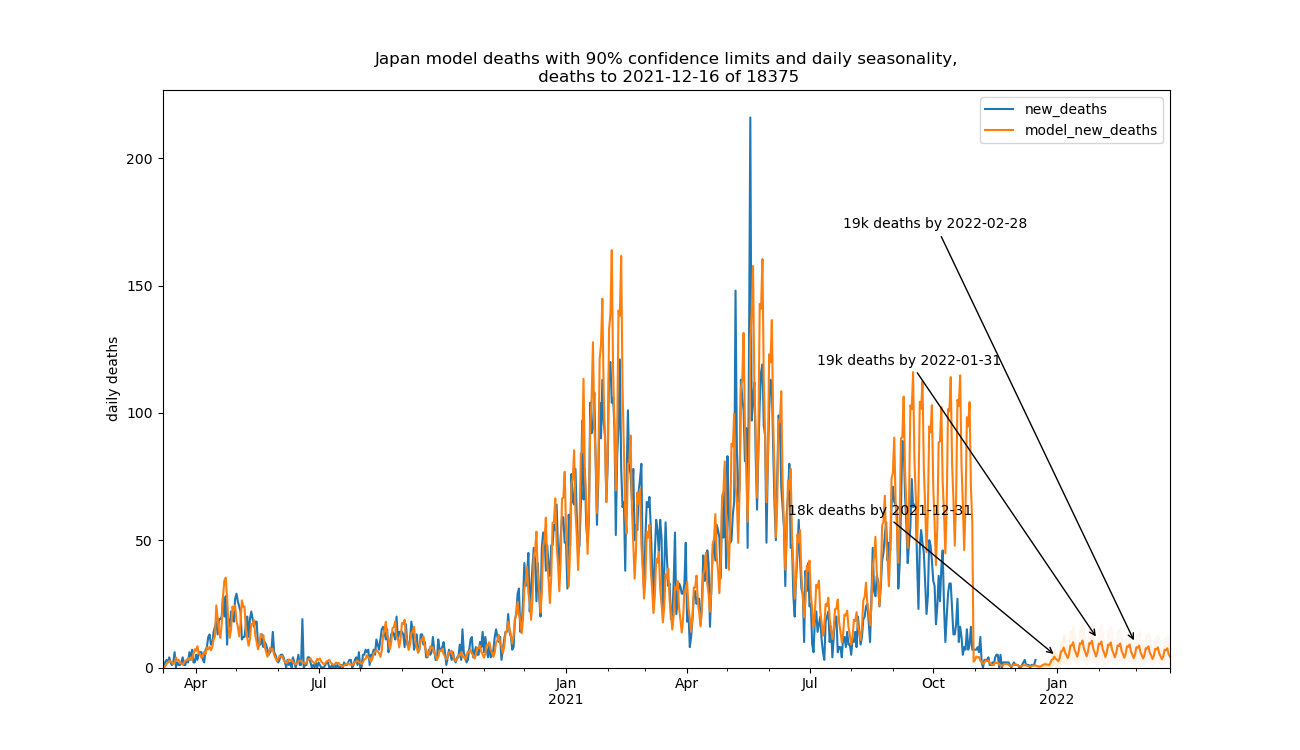 Japan model deaths with 90% confidence limits and daily seasonality,
deaths to 2021-12-16 of 18375
new_deaths
model_new_deaths
200
150
100
50
0
daily deaths
19k deaths by 2022-02-28
19k deaths by 2022-01-31
18k deaths by 2021-12-31
Apr
Jul
Oct
Jan
2021
Apr
Jul
Oct
Jan
2022